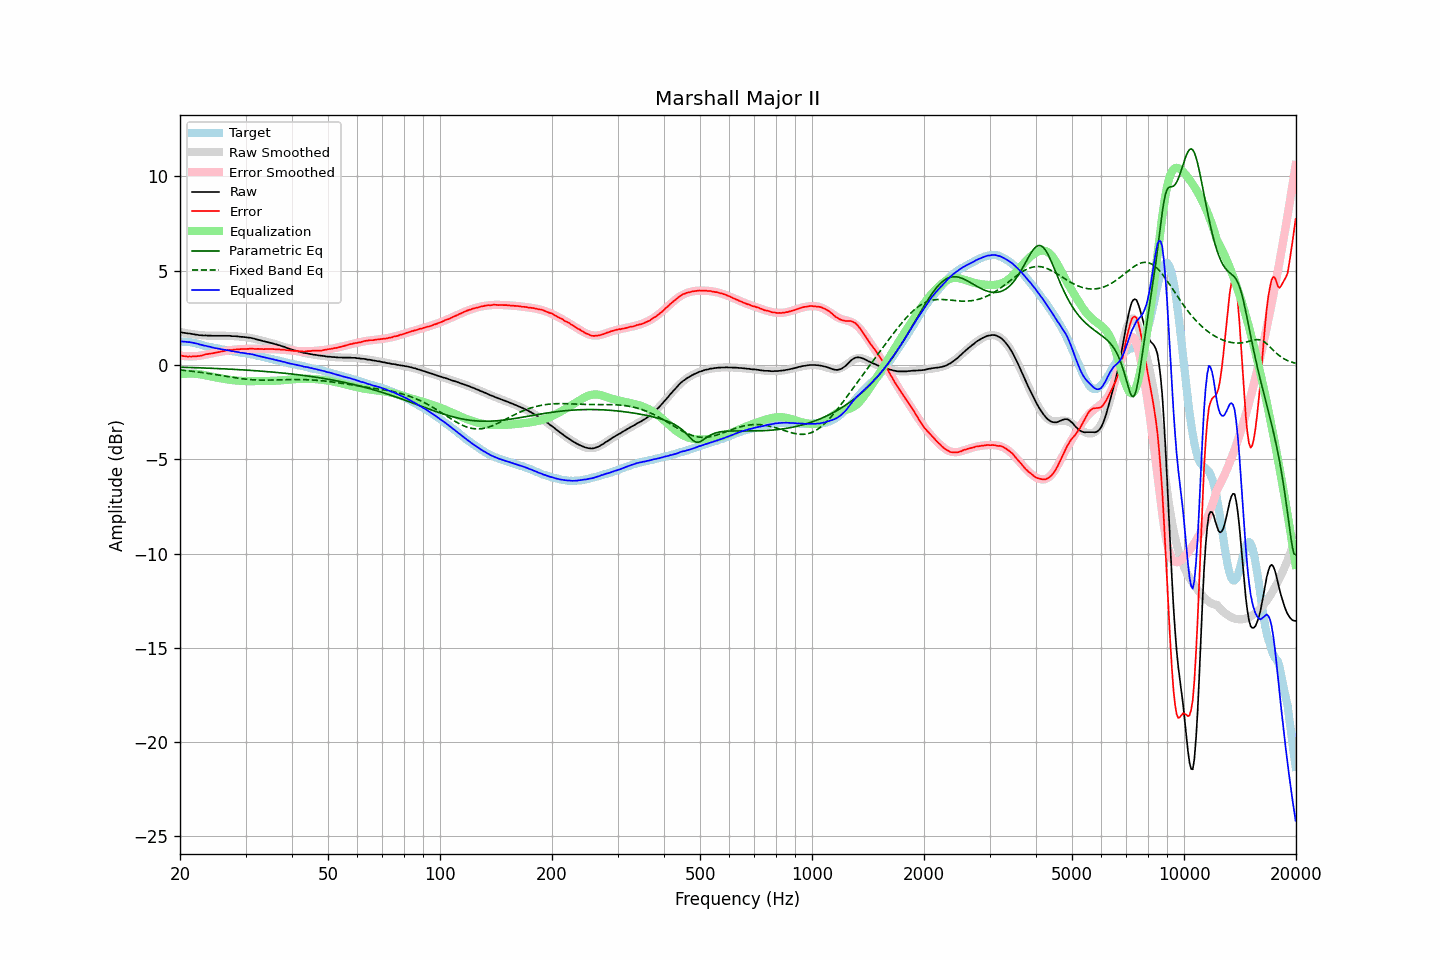 Marshall Major II
Target
Raw Smoothed
Error Smoothed
Raw
Error
Equalization
Parametric Eq
Fixed Band Eq
Equalized
10
5
0
−5
−10
−15
−20
−25
Amplitude (dBr)
20 50 100 200 500 1000 2000 5000 10000 20000
Frequency (Hz)